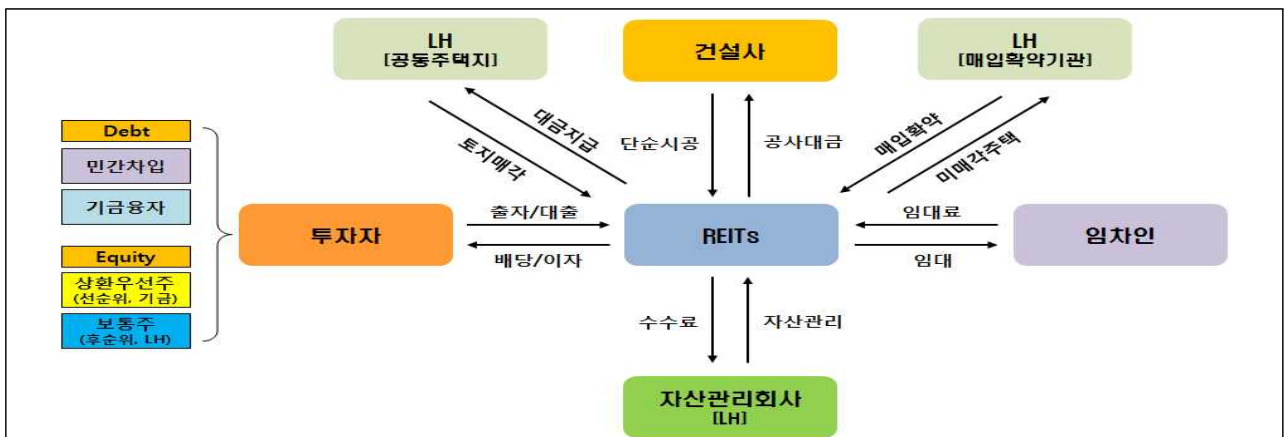 LH
[공동주택지]
건설사
LH
[매입확약기관]
대금지급
토지매각
단순시공
공사대금
매입확약
미매각주택
Debt
민간차입
기금융자
Equity
상환우선주
(선순위, 기금)
보통주
(후순위, LH)
투자자
출자/대출
배당/이자
REITs
임대료
임대
임차인
수수료
자산관리
자산관리회사
[LH]